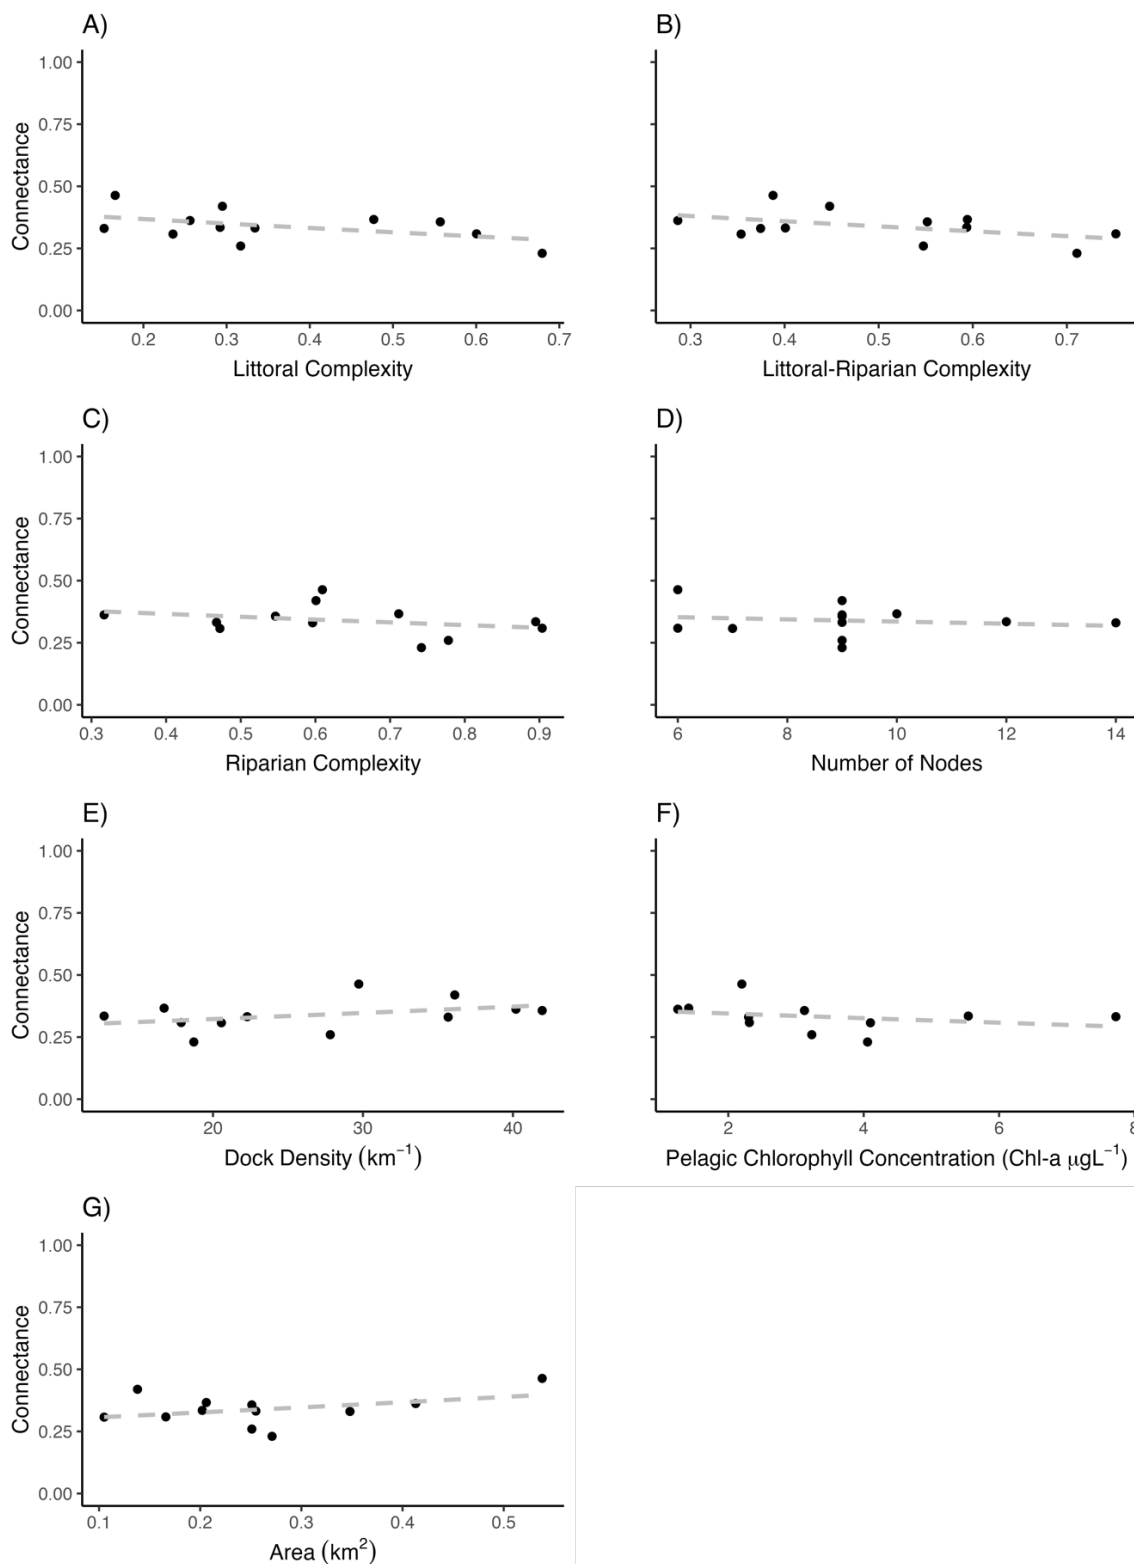 A)
1.00
0.75
0.50
0.25
0.00
Connectance
0.2 0.3 0.4 0.5 0.6 0.7
Littoral Complexity
B)
0.3 0.4 0.5 0.6 0.7
Littoral-Riparian Complexity
C)
1.00
0.75
0.50
0.25
0.00
Connectance
0.3 0.4 0.5 0.6 0.7 0.8 0.9
Riparian Complexity
D)
6 8 10 12 14
Number of Nodes
E)
1.00
0.75
0.50
0.25
0.00
Connectance
20 30 40
Dock Density (km⁻¹)
F)
2 4 6 8
Pelagic Chlorophyll Concentration (Chl-a μgL⁻¹)
G)
1.00
0.75
0.50
0.25
0.00
Connectance
0.1 0.2 0.3 0.4 0.5
Area (km²)